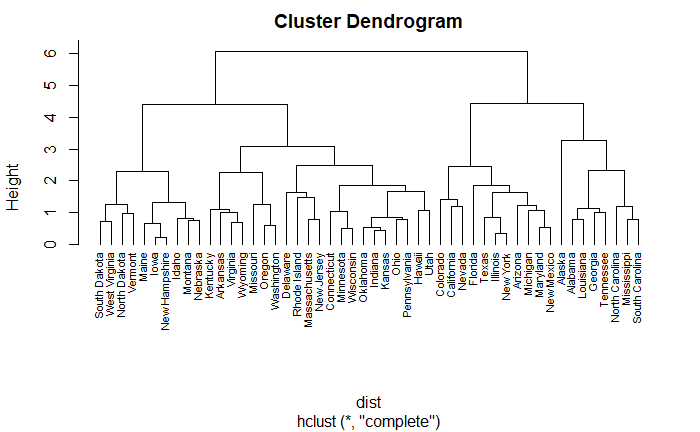 Cluster Dendrogram
Height
6
5
4
3
2
1
0
South Dakota
West Virginia
North Dakota
Vermont
Maine
Iowa
New Hampshire
Idaho
Montana
Nebraska
Kentucky
Arkansas
Virginia
Wyoming
Missouri
Oregon
Washington
Delaware
Rhode Island
Massachusetts
New Jersey
Connecticut
Minnesota
Wisconsin
Oklahoma
Indiana
Kansas
Ohio
Pennsylvania
Hawaii
Utah
Colorado
California
Nevada
Florida
Texas
Illinois
New York
Arizona
Michigan
Maryland
New Mexico
Alaska
Alabama
Louisiana
Georgia
Tennessee
North Carolina
Mississippi
South Carolina
dist
hclust (*, "complete")